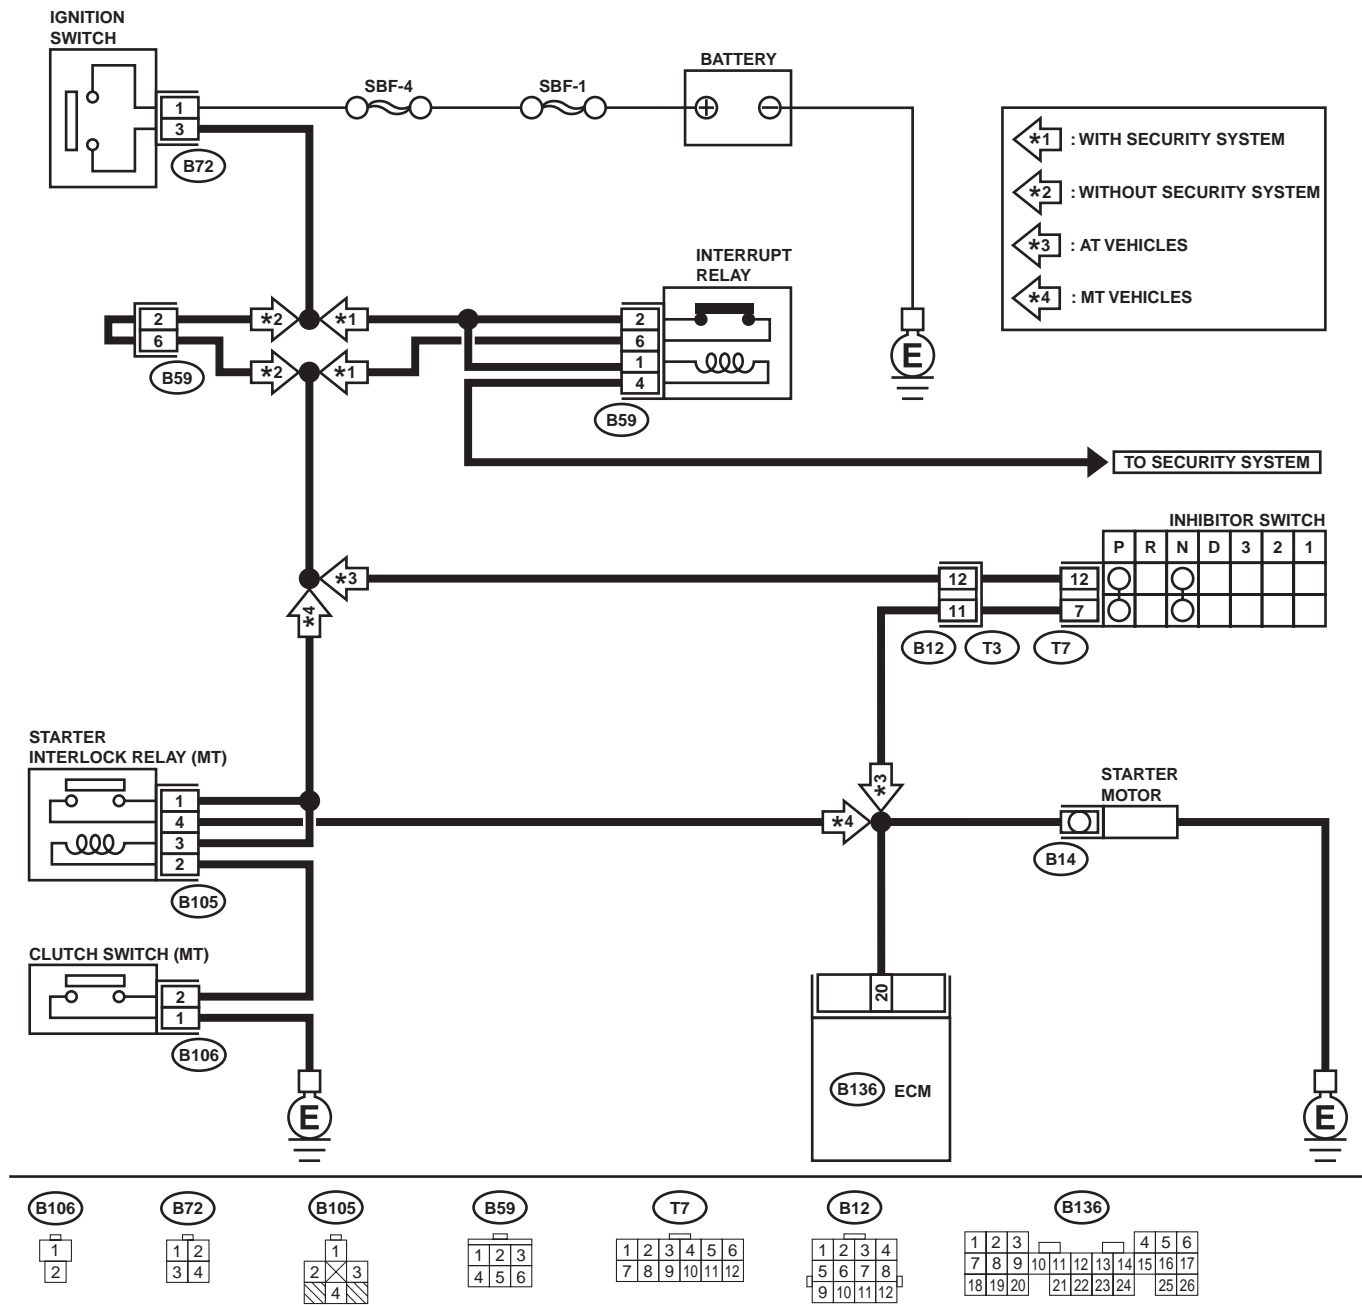 IGNITION
SWITCH
1
3
B72
SBF-4
SBF-1
BATTERY
+ −
*1 : WITH SECURITY SYSTEM
*2 : WITHOUT SECURITY SYSTEM
*3 : AT VEHICLES
*4 : MT VEHICLES
INTERRUPT
RELAY
2
6
B59
*2 *1
*2 *1
2
6
1
4
B59
E
TO SECURITY SYSTEM
INHIBITOR SWITCH
P R N D 3 2 1
*3
12 12
11 7
B12 T3 T7
*4
STARTER
INTERLOCK RELAY (MT)
1
4
3
2
B105
*3
*4
STARTER
MOTOR
B14
CLUTCH SWITCH (MT)
2
1
B106
E
20
B136 ECM
E
B106
1
2
B72
1 2
3 4
B105
1
2 3
4
B59
1 2 3
4 5 6
T7
1 2 3 4 5 6
7 8 9 10 11 12
B12
1 2 3 4
5 6 7 8
9 10 11 12
B136
1 2 3 4 5 6
7 8 9 10 11 12 13 14 15 16 17
18 19 20 21 22 23 24 25 26